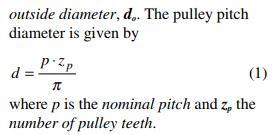 outside diameter, dₒ. The pulley pitch
diameter is given by
d = p · zₚ / π (1)
where p is the nominal pitch and zₚ the
number of pulley teeth.